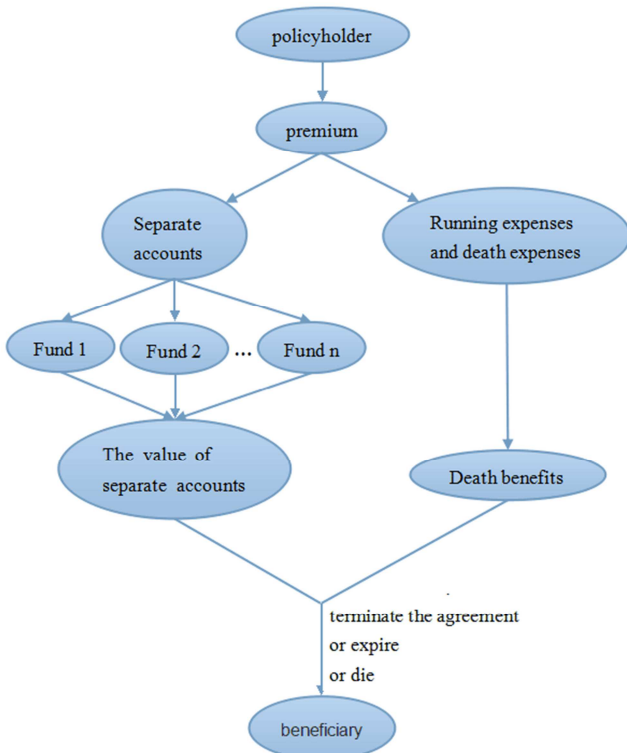 policyholder
premium
Separate
accounts
Running expenses
and death expenses
Fund 1
Fund 2
...
Fund n
The value of
separate accounts
Death benefits
terminate the agreement
or expire
or die
beneficiary